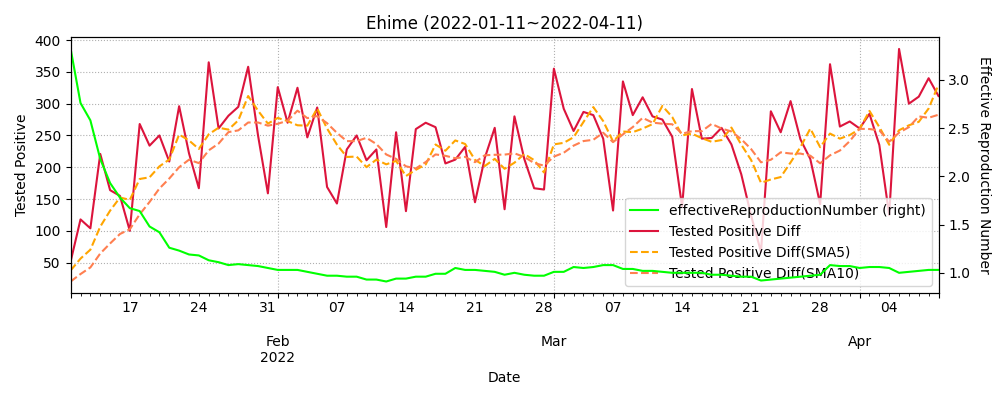 Ehime (2022-01-11~2022-04-11)
Tested Positive
400
350
300
250
200
150
100
50
3.0
2.5
2.0
1.5
1.0
Effective Reproduction Number
effectiveReproductionNumber (right)
Tested Positive Diff
Tested Positive Diff(SMA5)
Tested Positive Diff(SMA10)
17 24 31 07 14 21 28 07 14 21 28 04
Feb Mar Apr
2022
Date